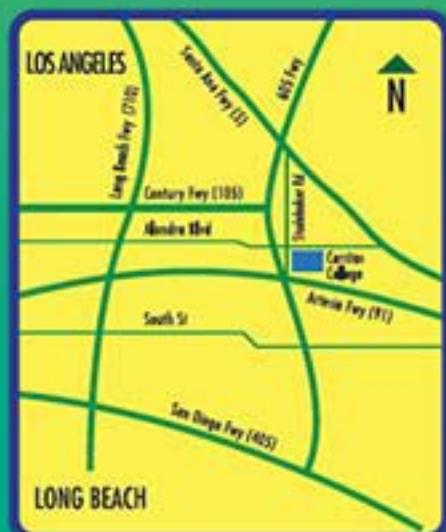 LOS ANGELES
Santa Ana Fwy (5)
605 Fwy
N
Long Beach Fwy (710)
Century Fwy (105)
Studebaker Rd
Alondra Blvd
Cerritos
College
Artesia Fwy (91)
South St
San Diego Fwy (405)
LONG BEACH